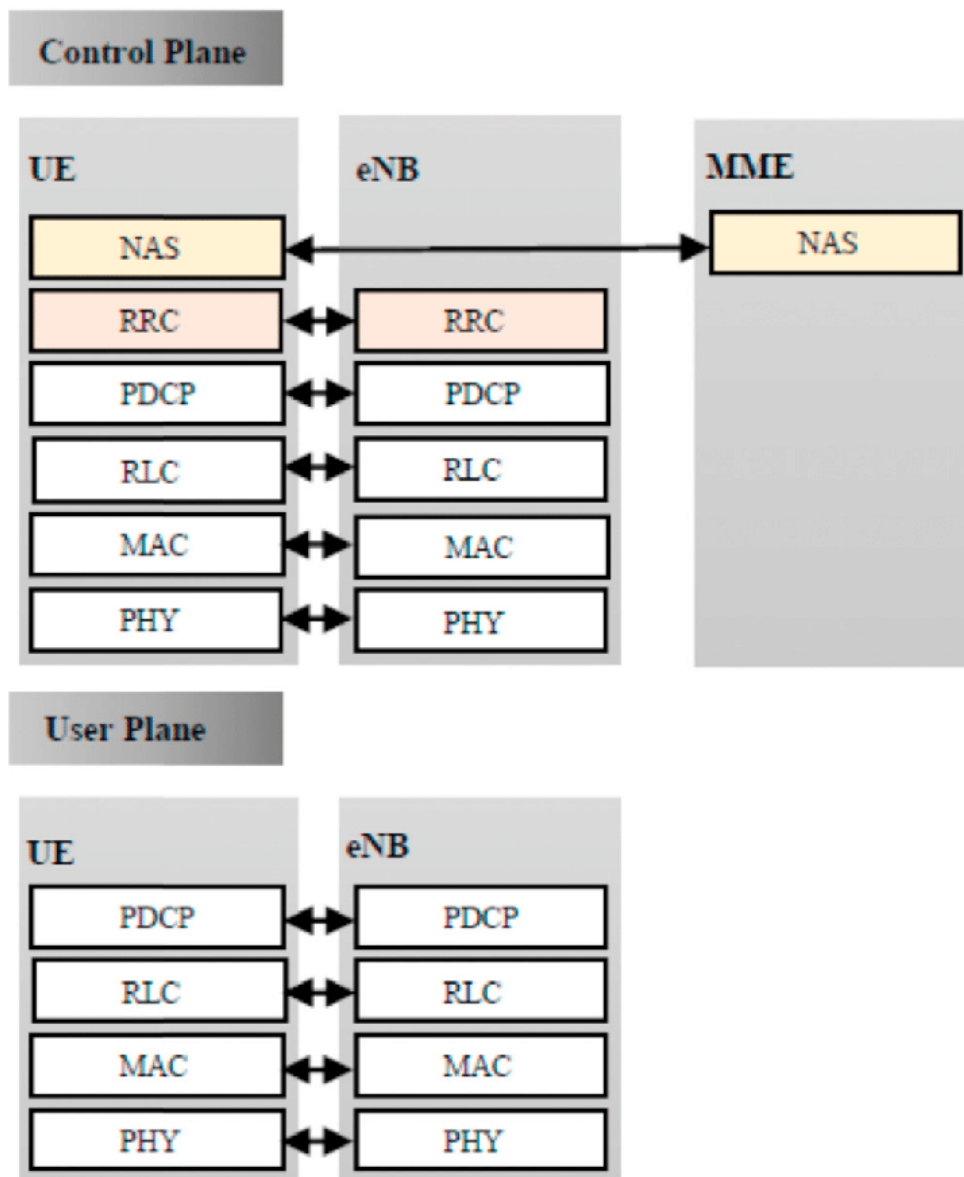 Control Plane
UE eNB MME
NAS NAS
RRC RRC
PDCP PDCP
RLC RLC
MAC MAC
PHY PHY
User Plane
UE eNB
PDCP PDCP
RLC RLC
MAC MAC
PHY PHY